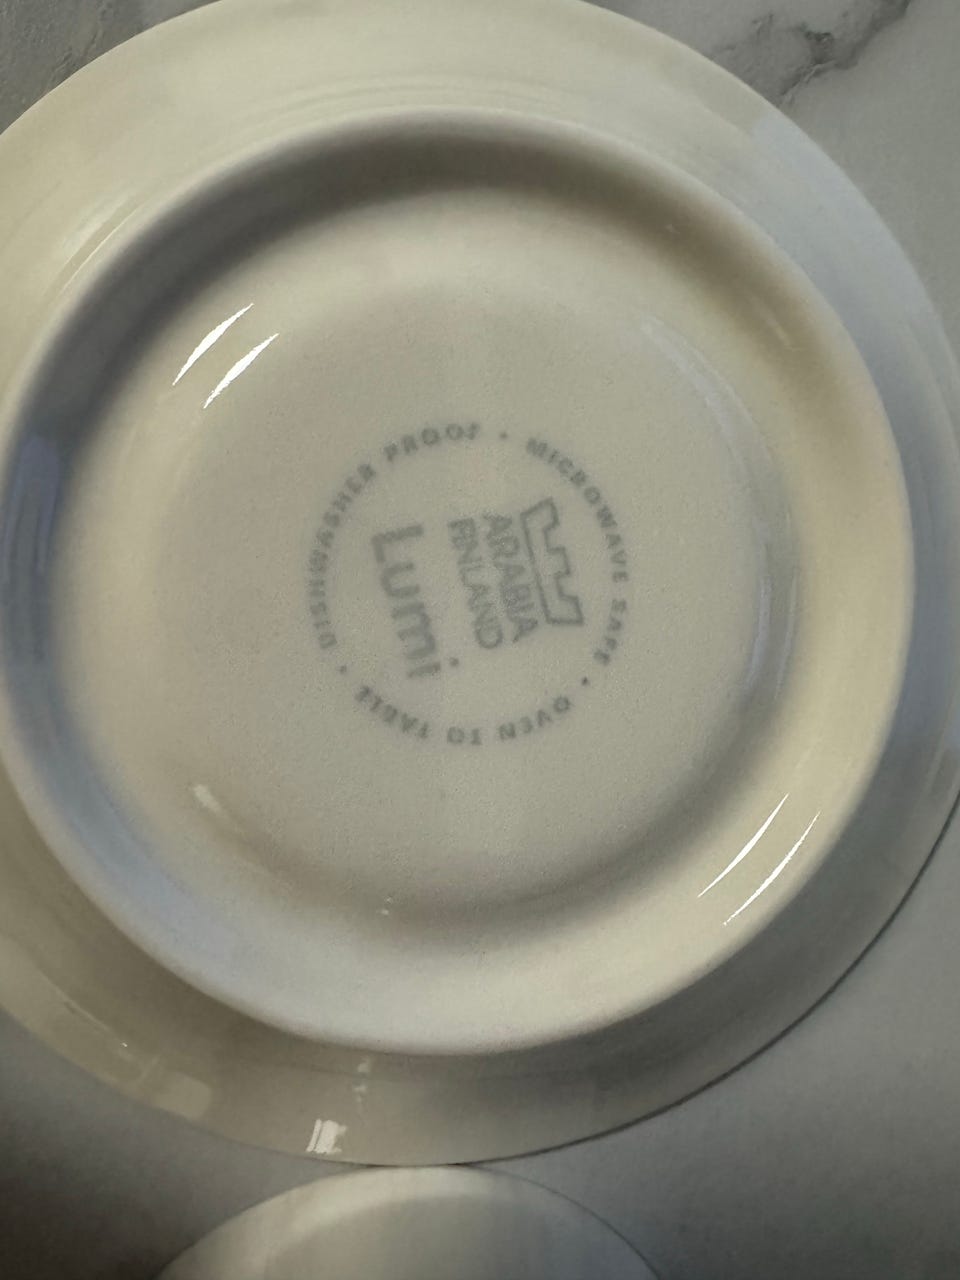 ARABIA
FINLAND
Lumi
DISHWASHER PROOF • MICROWAVE SAFE • OVEN TO TABLE •